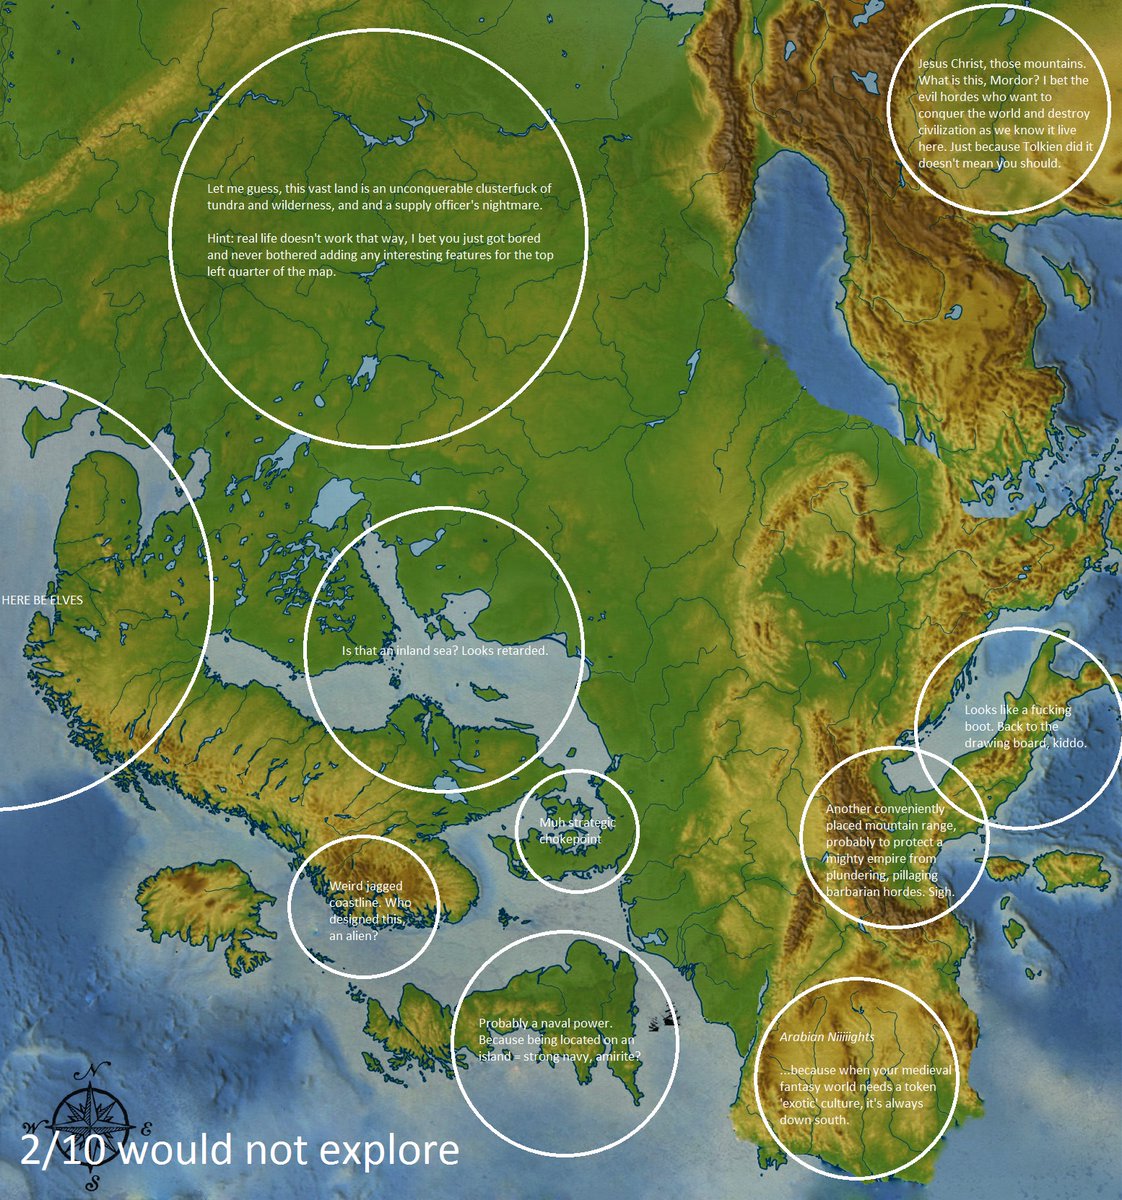 Jesus Christ, those mountains.
What is this, Mordor? I bet the
evil hordes who want to
conquer the world and destroy
civilization as we know it live
here. Just because Tolkien did it
doesn't mean you should.
Let me guess, this vast land is an unconquerable clusterfuck of
tundra and wilderness, and and a supply officer's nightmare.
Hint: real life doesn't work that way, I bet you just got bored
and never bothered adding any interesting features for the top
left quarter of the map.
HERE BE ELVES
Is that an inland sea? Looks retarded.
Looks like a fucking
boot. Back to the
drawing board, kiddo.
Muh strategic
chokepoint
Another conveniently
placed mountain range,
probably to protect a
mighty empire from
plundering, pillaging
barbarian hordes. Sigh.
Weird jagged
coastline. Who
designed this,
an alien?
Probably a naval power.
Because being located on an
island = strong navy, amirite?
Arabian Niiiiights
...because when your medieval
fantasy world needs a token
'exotic' culture, it's always
down south.
N
W
E
S
2/10 would not explore